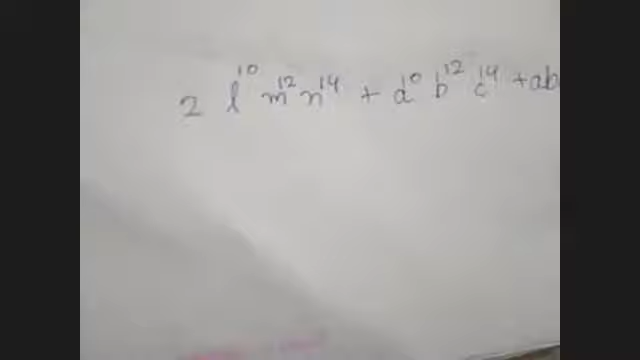 2 l¹⁰ m¹² n¹⁴ + a¹⁰ b¹² c¹⁴ + ab